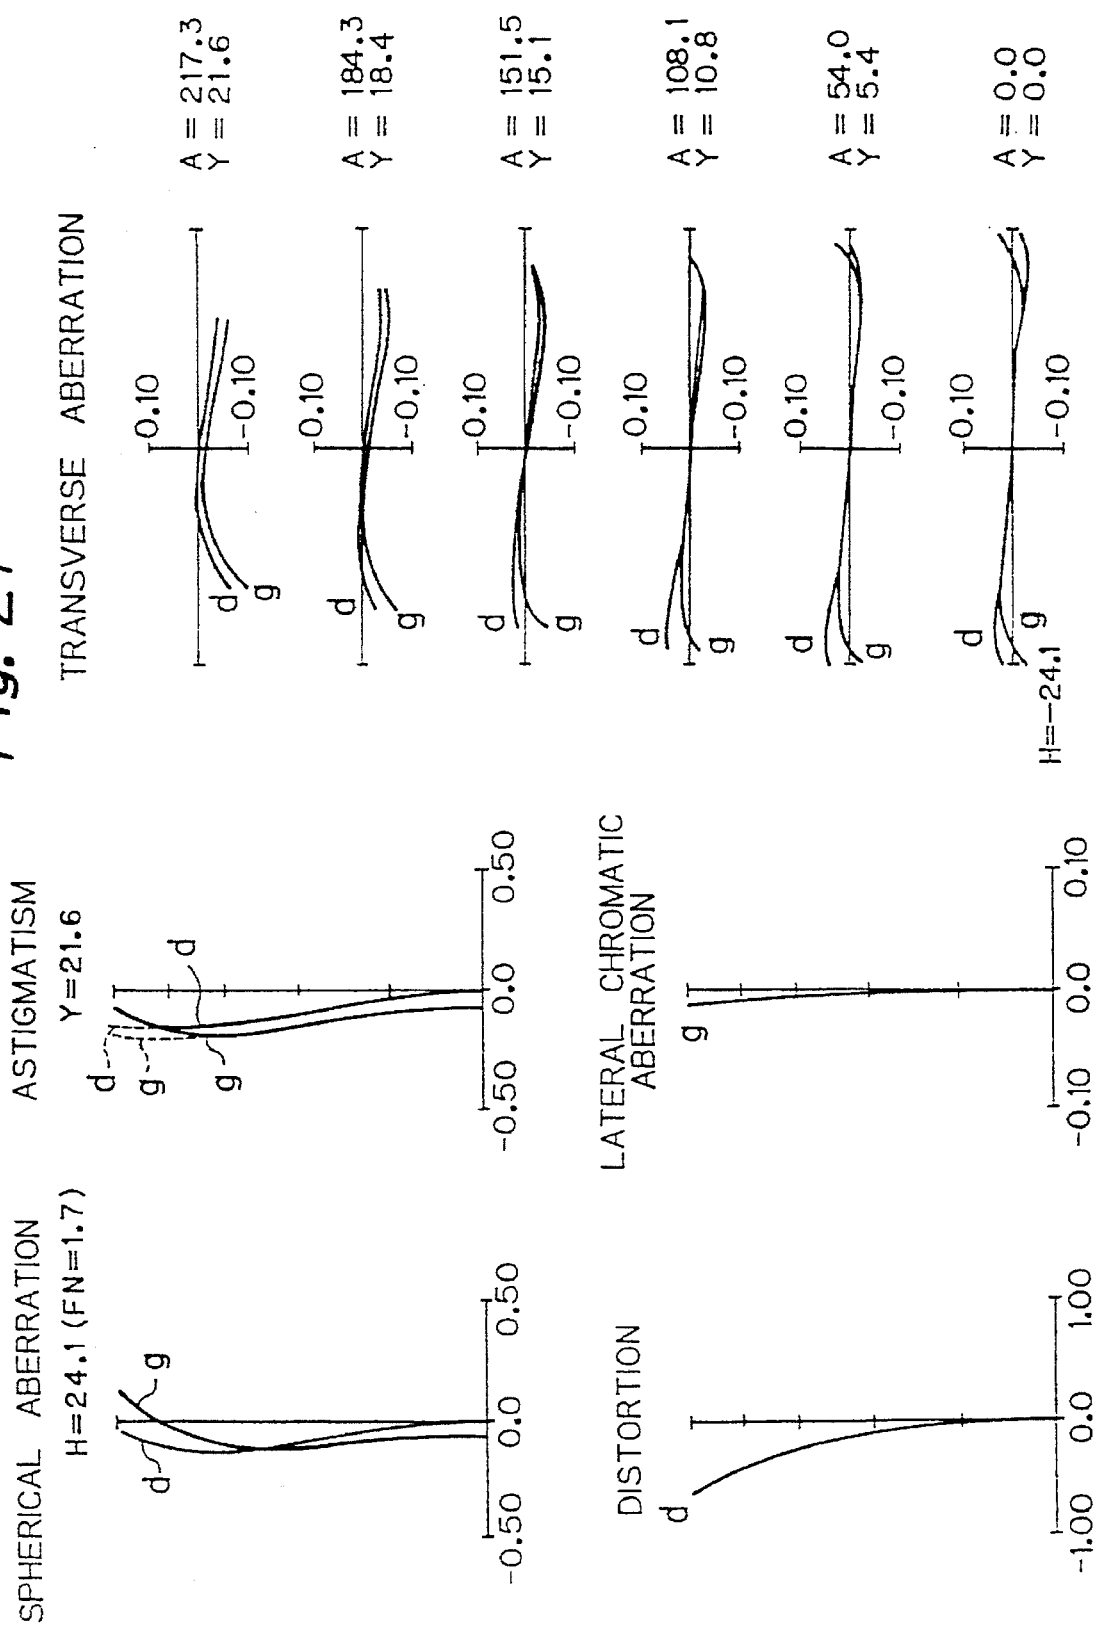 SPHERICAL ABERRATION
H=24.1 (FN=1.7)
d
g
-0.50
0.0
0.50
ASTIGMATISM
Y=21.6
d
g
g
d
-0.50
0.0
0.50
DISTORTION
d
-1.00
0.0
1.00
LATERAL CHROMATIC
ABERRATION
g
-0.10
0.0
0.10
TRANSVERSE ABERRATION
0.10
-0.10
d
g
A = 217.3
Y = 21.6
0.10
-0.10
d
g
A = 184.3
Y = 18.4
0.10
-0.10
d
g
A = 151.5
Y = 15.1
0.10
-0.10
d
g
A = 108.1
Y = 10.8
0.10
-0.10
d
g
A = 54.0
Y = 5.4
0.10
-0.10
d
g
H=-24.1
A = 0.0
Y = 0.0